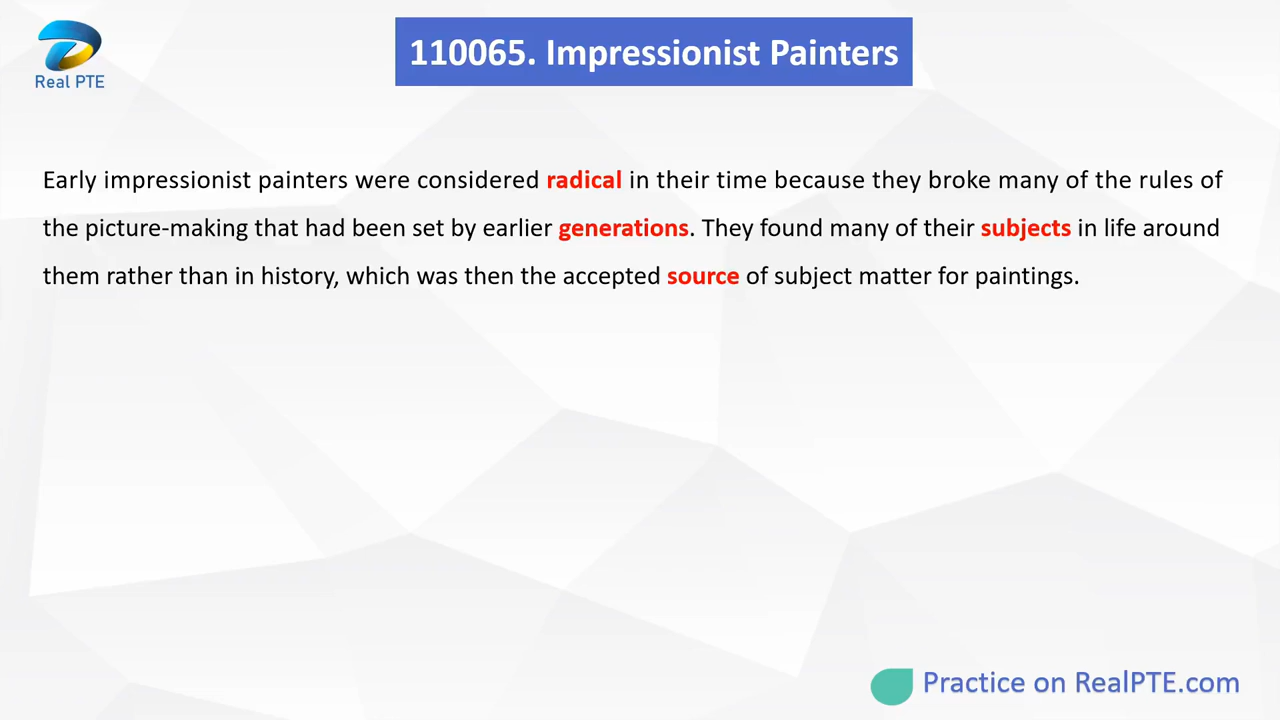 Real PTE
110065. Impressionist Painters
Early impressionist painters were considered radical in their time because they broke many of the rules of
the picture-making that had been set by earlier generations. They found many of their subjects in life around
them rather than in history, which was then the accepted source of subject matter for paintings.
Practice on RealPTE.com